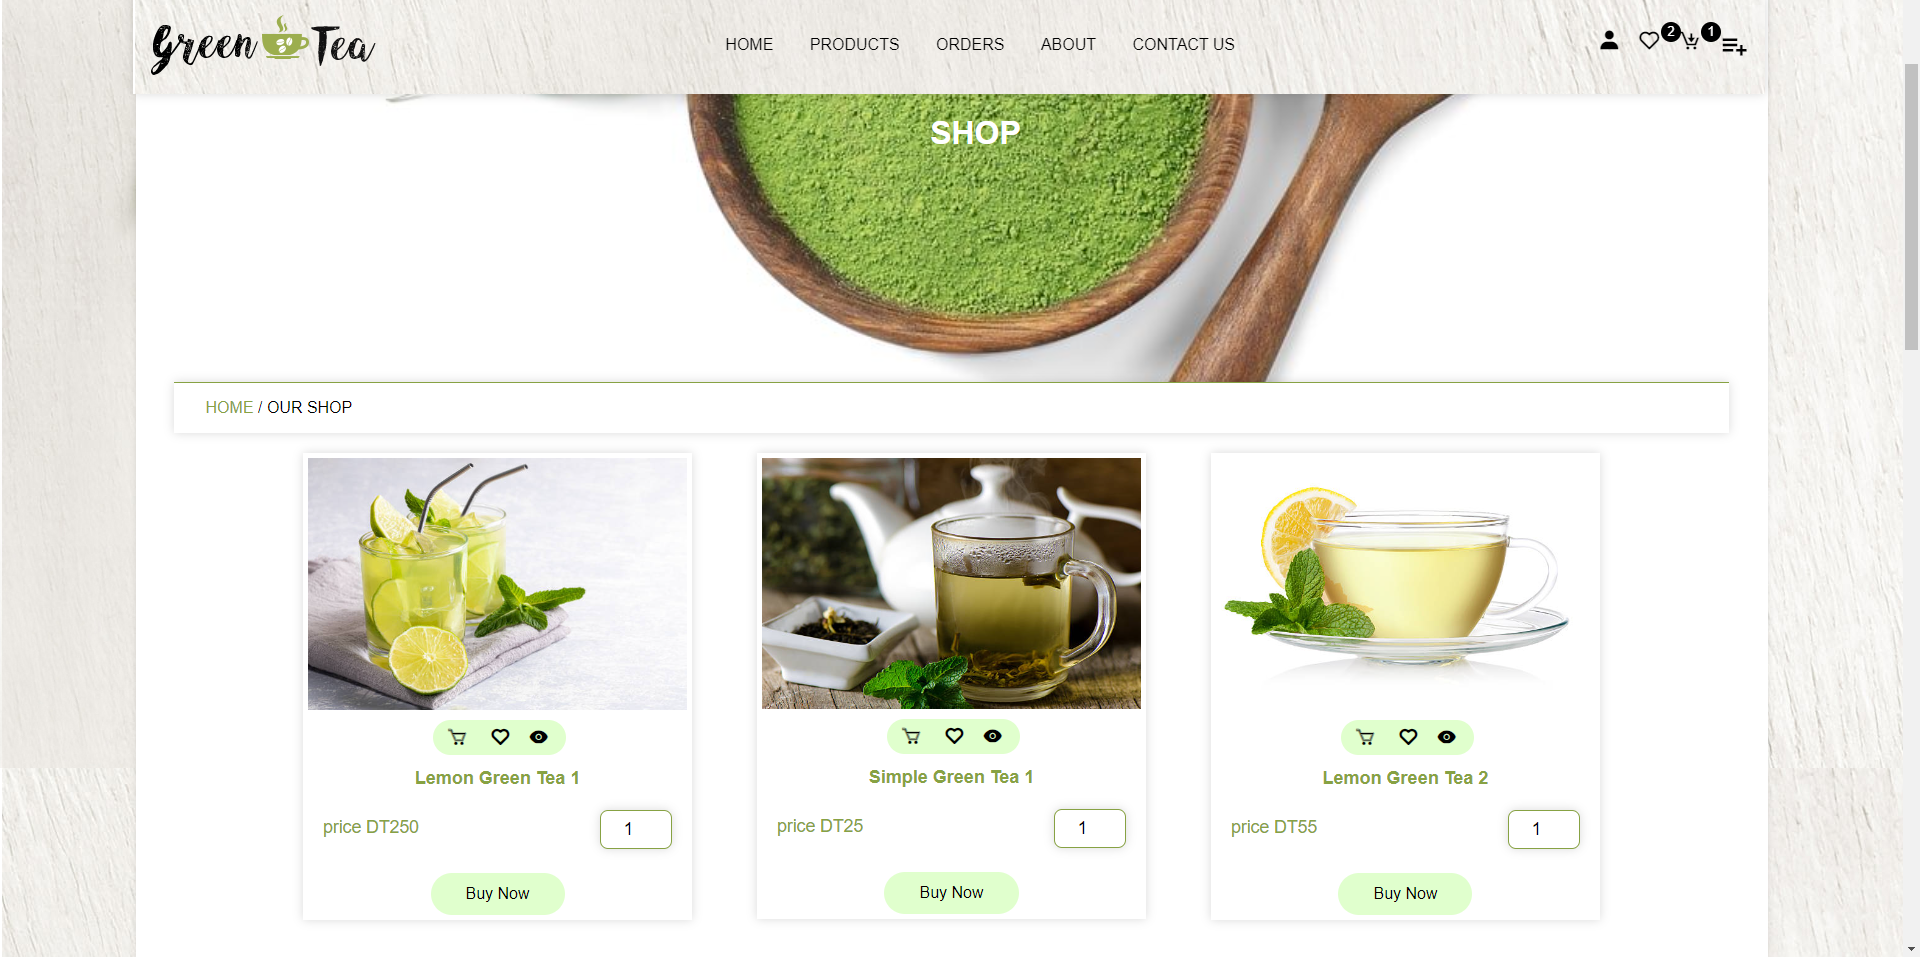 Green Tea
HOME PRODUCTS ORDERS ABOUT CONTACT US
2 1
SHOP
HOME / OUR SHOP
Lemon Green Tea 1
price DT250 1
Buy Now
Simple Green Tea 1
price DT25 1
Buy Now
Lemon Green Tea 2
price DT55 1
Buy Now